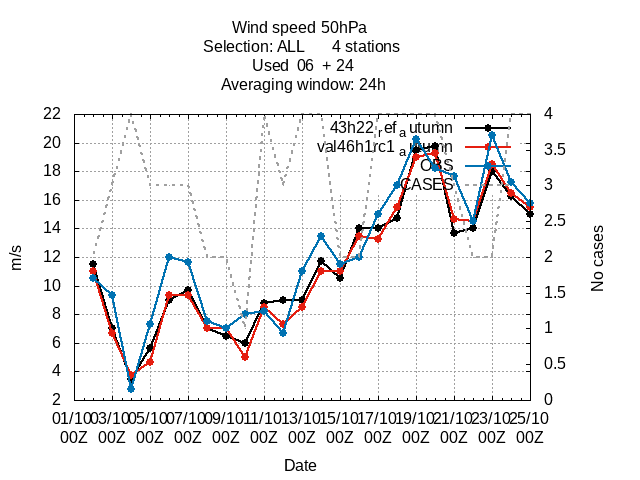 Wind speed 50hPa
Selection: ALL 4 stations
Used 06 + 24
Averaging window: 24h
43h22_ref_autumn
val46h1rc1_autumn
OBS
CASES
22
20
18
16
14
12
10
8
6
4
2
m/s
4
3.5
3
2.5
2
1.5
1
0.5
0
No cases
01/10 03/10 05/10 07/10 09/10 11/10 13/10 15/10 17/10 19/10 21/10 23/10 25/10
00Z 00Z 00Z 00Z 00Z 00Z 00Z 00Z 00Z 00Z 00Z 00Z 00Z
Date